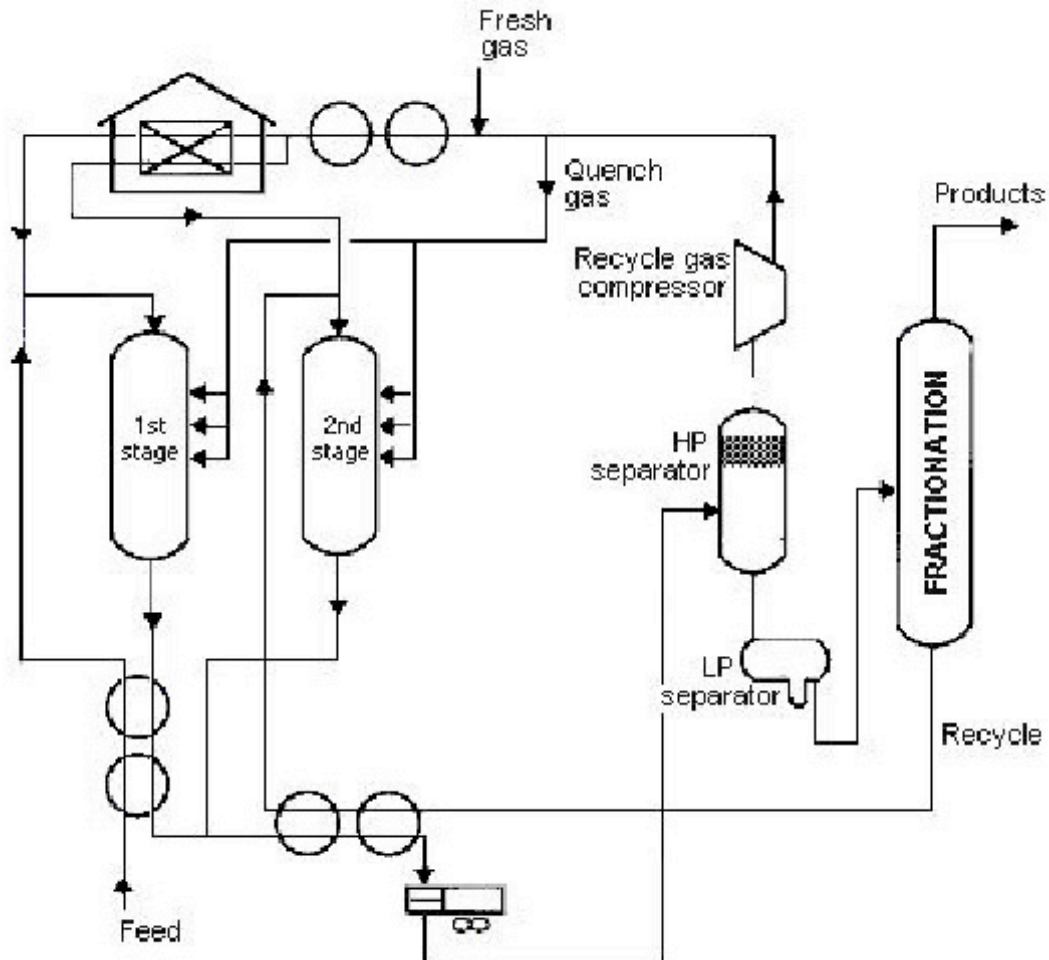 Fresh
gas
Quench
gas
Products
Recycle gas
compressor
1st
stage
2nd
stage
HP
separator
FRACTIONATION
LP
separator
Recycle
Feed